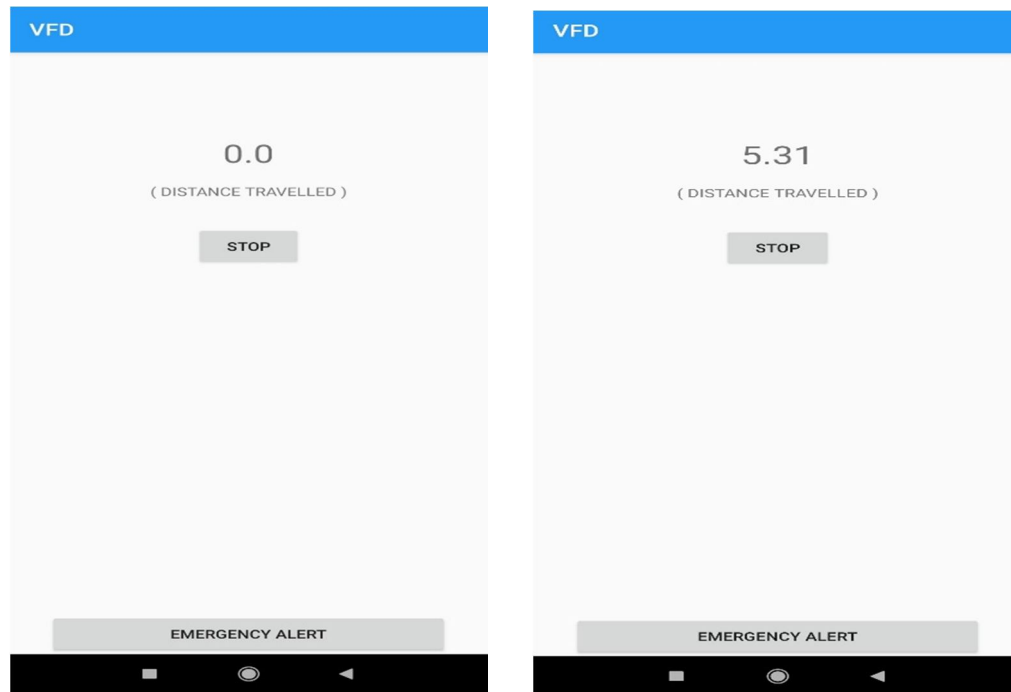 VFD
0.0
( DISTANCE TRAVELLED )
STOP
EMERGENCY ALERT
VFD
5.31
( DISTANCE TRAVELLED )
STOP
EMERGENCY ALERT